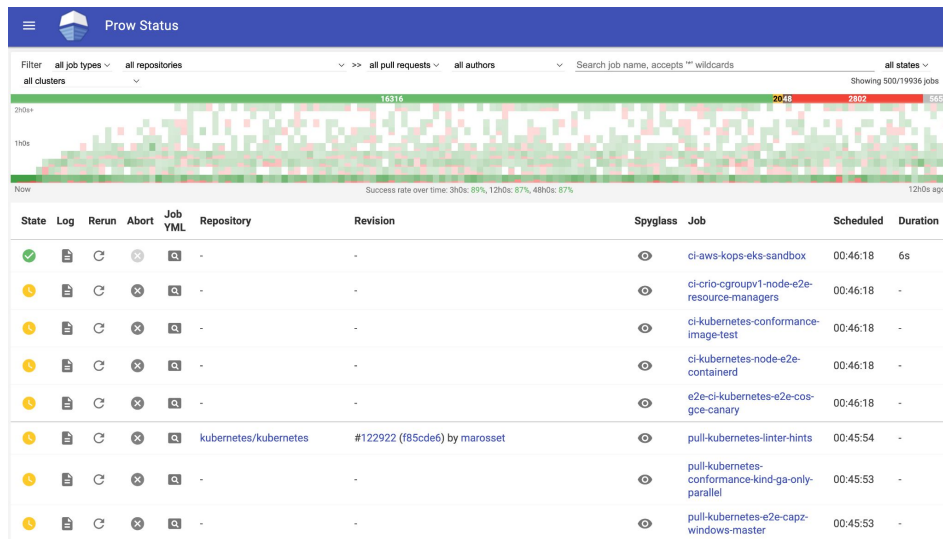 Prow Status
Filter all job types all repositories >> all pull requests all authors Search job name, accepts "*" wildcards all states
all clusters
Showing 500/19936 jobs
16316 20 48 2802 565
2h0s+
1h0s
Now Success rate over time: 3h0s: 89%, 12h0s: 87%, 48h0s: 87% 12h0s ago
State Log Rerun Abort Job YML Repository Revision Spyglass Job Scheduled Duration
- - ci-aws-kops-eks-sandbox 00:46:18 6s
- - ci-crio-cgroupv1-node-e2e-
resource-managers 00:46:18 -
- - ci-kubernetes-conformance-
image-test 00:46:18 -
- - ci-kubernetes-node-e2e-
containerd 00:46:18 -
- - e2e-ci-kubernetes-e2e-cos-
gce-canary 00:46:18 -
kubernetes/kubernetes #122922 (f85cde6) by marosset pull-kubernetes-linter-hints 00:45:54 -
- - pull-kubernetes-
conformance-kind-ga-only-
parallel 00:45:53 -
- - pull-kubernetes-e2e-capz-
windows-master 00:45:53 -